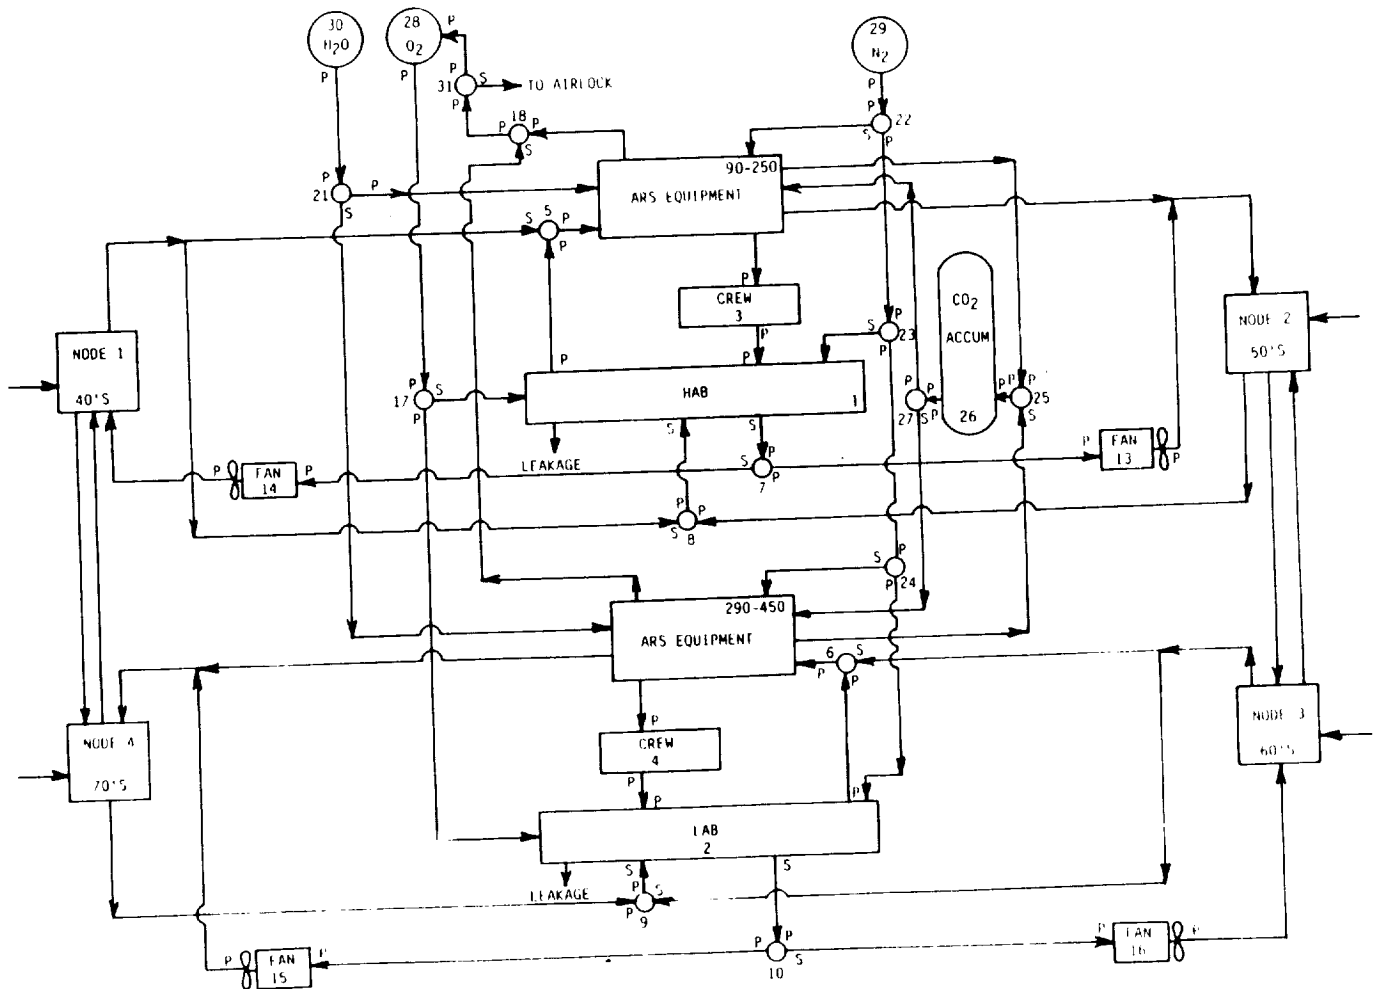 30
H2O
28
O2
29
N2
P
P
P
P
P
31
S
TO AIRLOCK
P
18
P
P
S
P
P
22
S
P
90-250
ARS EQUIPMENT
P
21
P
S
S
5
P
P
P
CREW
3
P
P
CO2
ACCUM
26
NODE 1
40'S
NODE 2
50'S
S
P
23
P
P
HAB
1
P
17
S
P
P
P
27
S
P
P
P
P
25
S
LEAKAGE
S
S
P
FAN
14
P
S
P
P
7
P
FAN
13
P
P
P
S
8
S
P
P
24
290-450
ARS EQUIPMENT
6
S
P
P
NODE 4
70'S
NODE 3
60'S
P
CREW
4
P
P
P
LAB
2
LEAKAGE
S
P
S
P
9
S
P
FAN
15
P
P
P
S
10
P
FAN
16
P